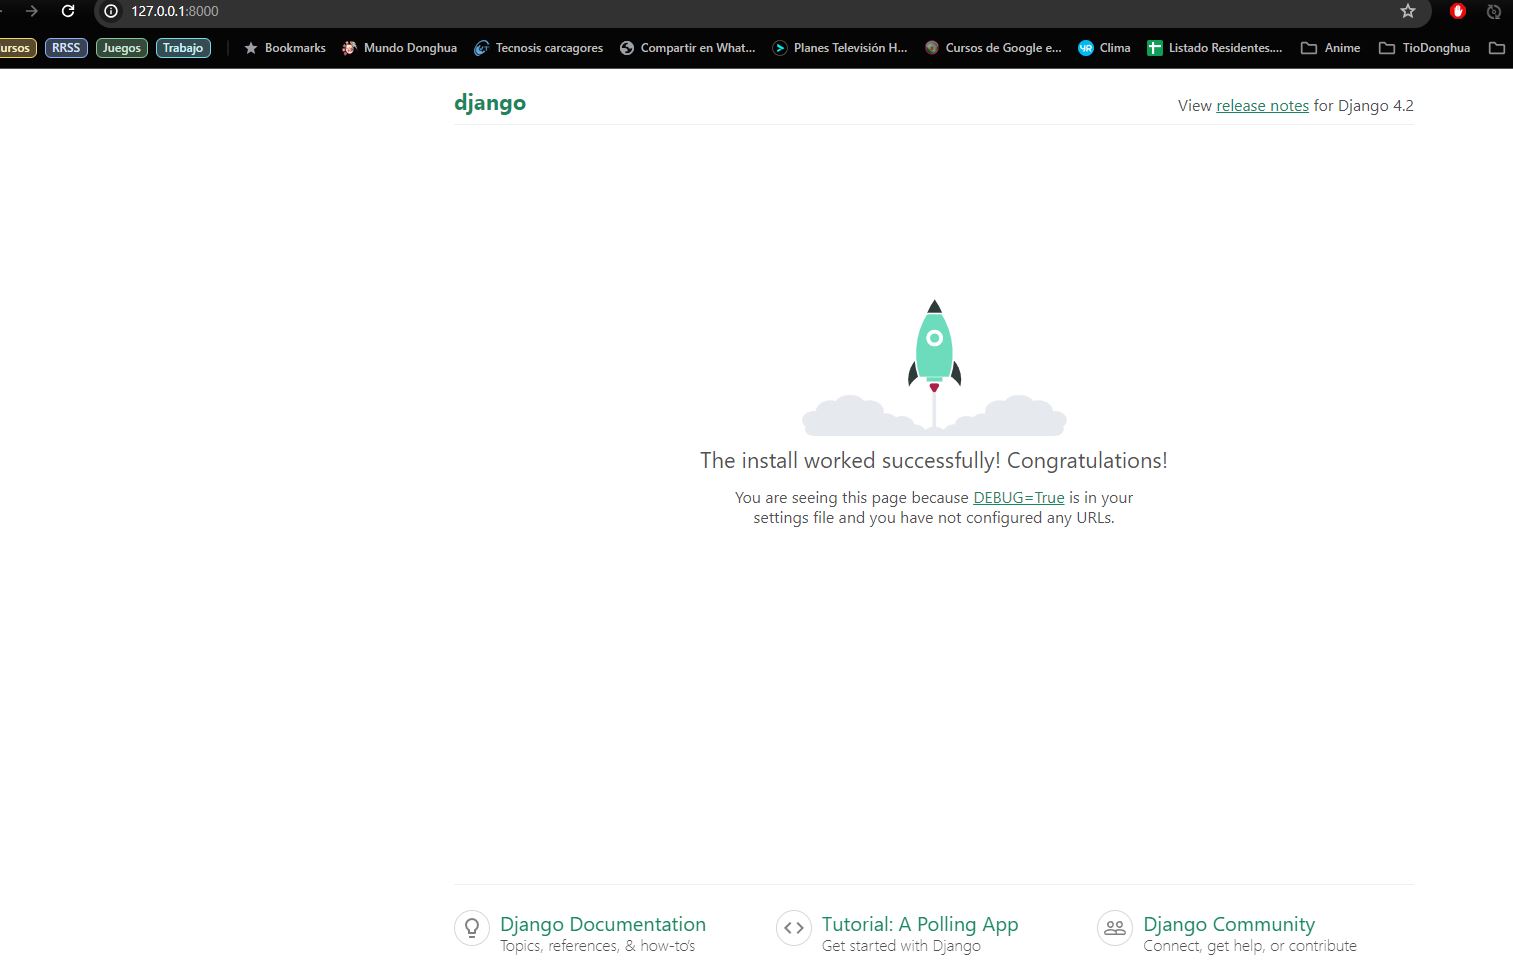 127.0.0.1:8000
ursos RRSS Juegos Trabajo Bookmarks Mundo Donghua Tecnosis carcagores Compartir en What... Planes Televisión H... Cursos de Google e... Clima Listado Residentes.... Anime TioDonghua
django
View release notes for Django 4.2
The install worked successfully! Congratulations!
You are seeing this page because DEBUG=True is in your
settings file and you have not configured any URLs.
Django Documentation
Topics, references, & how-to's
Tutorial: A Polling App
Get started with Django
Django Community
Connect, get help, or contribute